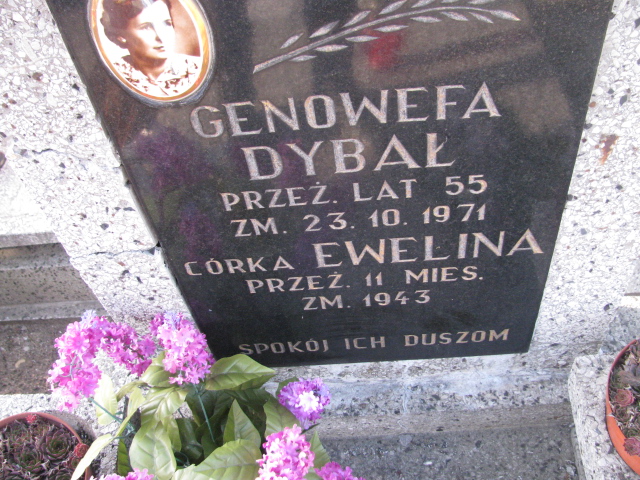 GENOWEFA
DYBAŁ
PRZEŻ. LAT 55
ZM. 23.10.1971
CÓRKA EWELINA
PRZEŻ. 11 MIES.
ZM. 1943
SPOKÓJ ICH DUSZOM